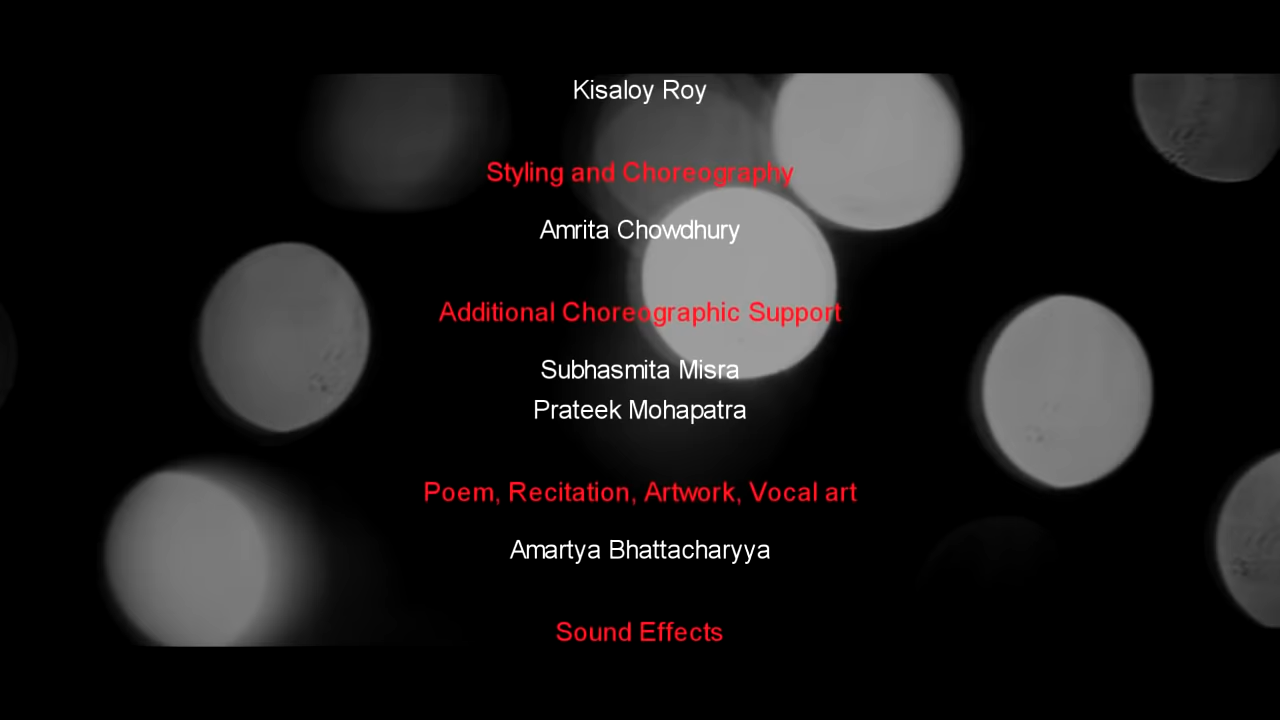 Kisaloy Roy
Styling and Choreography
Amrita Chowdhury
Additional Choreographic Support
Subhasmita Misra
Prateek Mohapatra
Poem, Recitation, Artwork, Vocal art
Amartya Bhattacharyya
Sound Effects